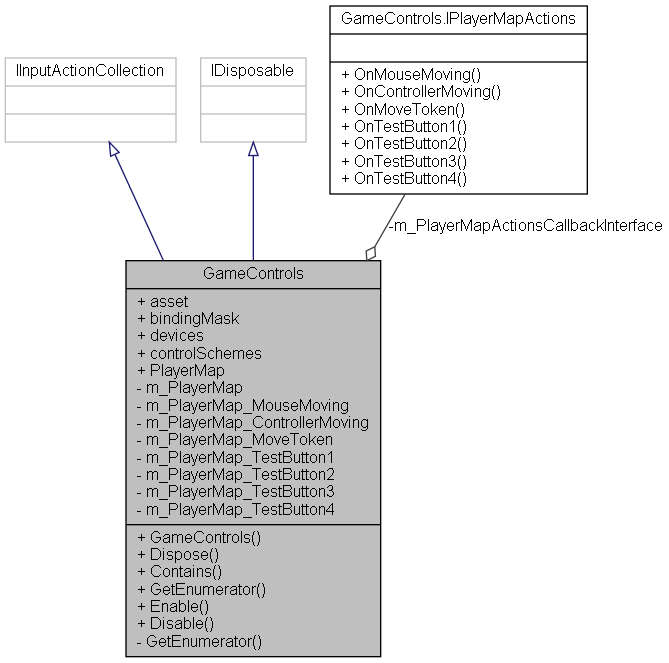 GameControls.IPlayerMapActions
+ OnMouseMoving()
+ OnControllerMoving()
+ OnMoveToken()
+ OnTestButton1()
+ OnTestButton2()
+ OnTestButton3()
+ OnTestButton4()
IInputActionCollection
IDisposable
-m_PlayerMapActionsCallbackInterface
GameControls
+ asset
+ bindingMask
+ devices
+ controlSchemes
+ PlayerMap
- m_PlayerMap
- m_PlayerMap_MouseMoving
- m_PlayerMap_ControllerMoving
- m_PlayerMap_MoveToken
- m_PlayerMap_TestButton1
- m_PlayerMap_TestButton2
- m_PlayerMap_TestButton3
- m_PlayerMap_TestButton4
+ GameControls()
+ Dispose()
+ Contains()
+ GetEnumerator()
+ Enable()
+ Disable()
- GetEnumerator()